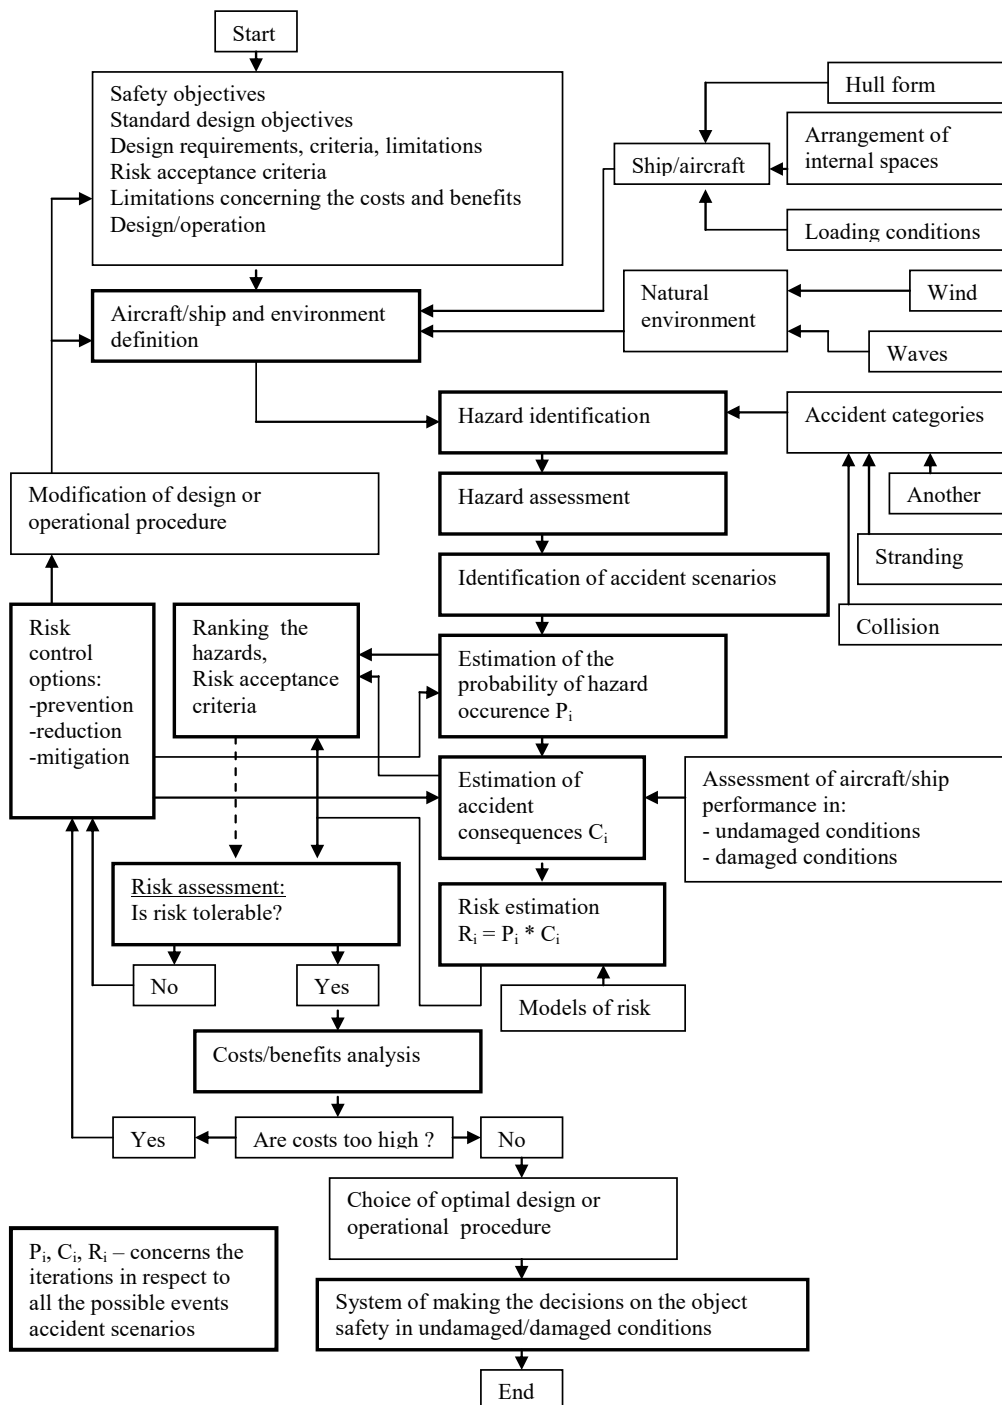 Start
Safety objectives
Standard design objectives
Design requirements, criteria, limitations
Risk acceptance criteria
Limitations concerning the costs and benefits
Design/operation
Hull form
Arrangement of
internal spaces
Ship/aircraft
Loading conditions
Aircraft/ship and environment
definition
Natural
environment
Wind
Waves
Hazard identification
Accident categories
Another
Stranding
Collision
Modification of design or
operational procedure
Hazard assessment
Identification of accident scenarios
Risk
control
options:
-prevention
-reduction
-mitigation
Ranking the
hazards,
Risk acceptance
criteria
Estimation of the
probability of hazard
occurence Pᵢ
Estimation of
accident
consequences Cᵢ
Assessment of aircraft/ship
performance in:
- undamaged conditions
- damaged conditions
Risk assessment:
Is risk tolerable?
Risk estimation
Rᵢ = Pᵢ * Cᵢ
No
Yes
Models of risk
Costs/benefits analysis
Yes
Are costs too high ?
No
Choice of optimal design or
operational procedure
Pᵢ, Cᵢ, Rᵢ – concerns the
iterations in respect to
all the possible events
accident scenarios
System of making the decisions on the object
safety in undamaged/damaged conditions
End